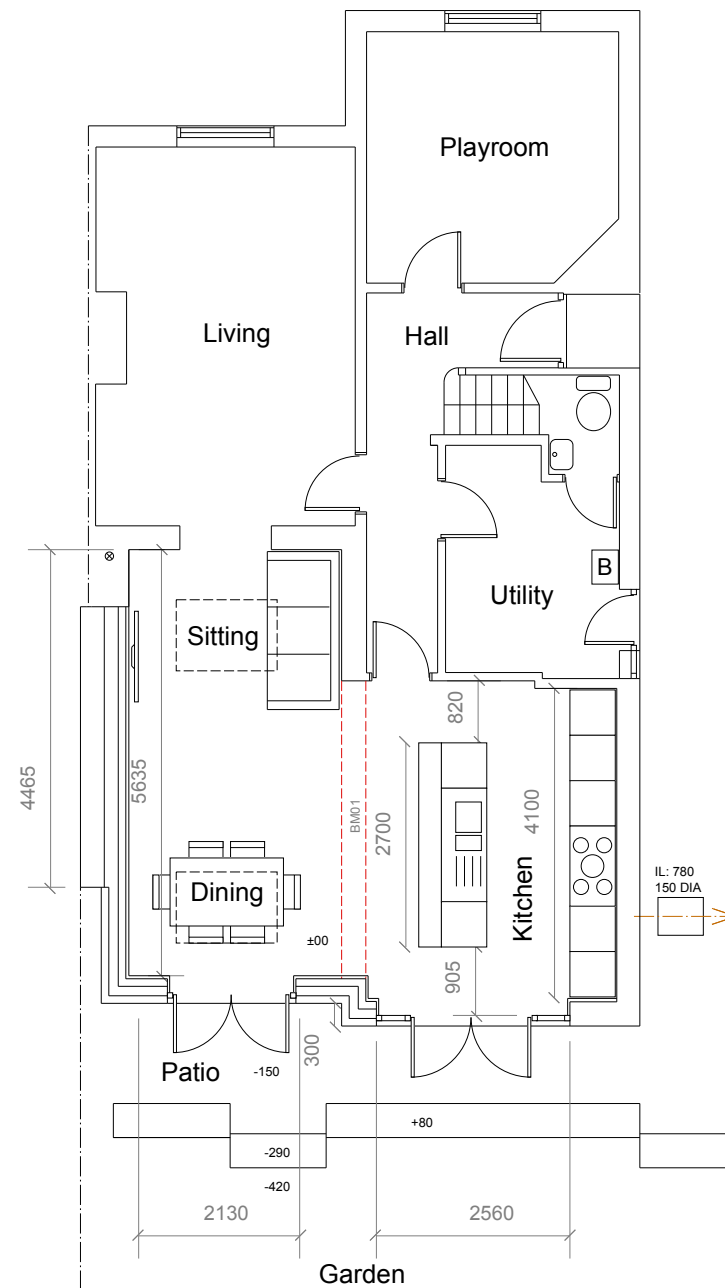 Playroom
Living
Hall
B
Utility
Sitting
820
4465
5635
BM01
2700
4100
Kitchen
IL: 780
150 DIA
Dining
±00
905
300
Patio
-150
+80
-290
-420
2130
2560
Garden